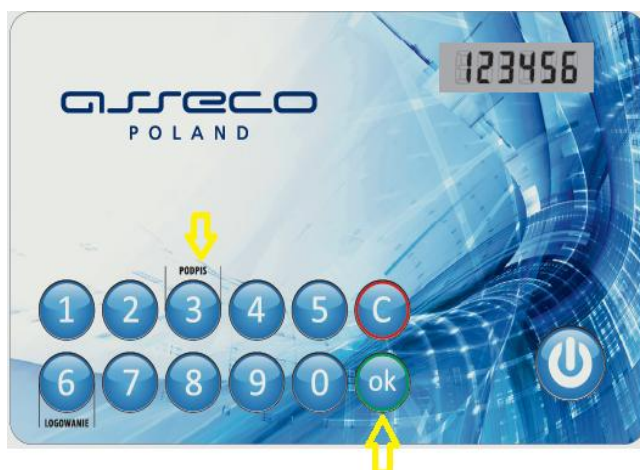 123456
asseco
POLAND
PODPIS
1 2 3 4 5 C
6 7 8 9 0 ok
LOGOWANIE